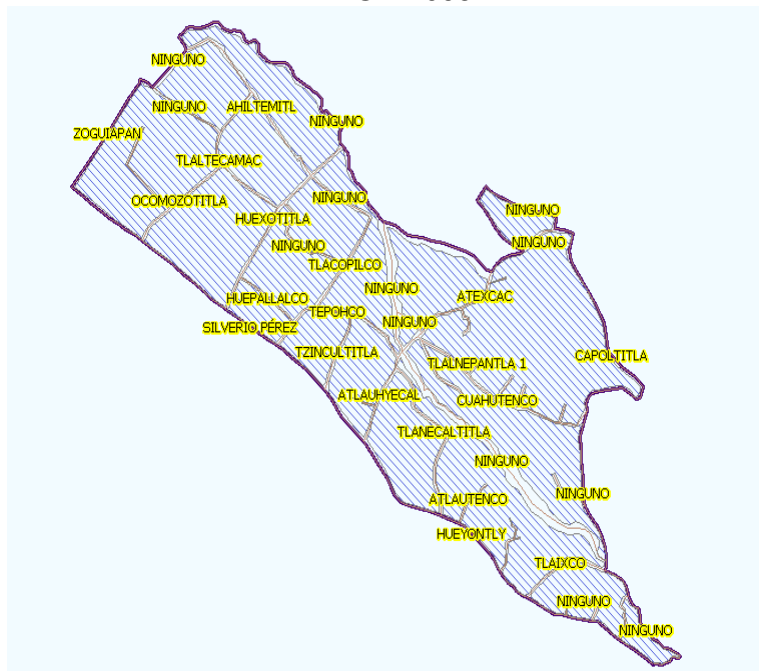 NINGUNO
NINGUNO
AHILTEMITL
NINGUNO
ZOGUIAPAN
TLALTECAMAC
OCOMOZOTITLA
NINGUNO
NINGUNO
HUEXOTITLA
NINGUNO
NINGUNO
TLACOPILCO
NINGUNO
HUEPALLALCO
ATEXCAC
TEPOHCO
NINGUNO
SILVERIO PÉREZ
TZINCULTITLA
CAPOLTITLA
TLALNEPANTLA 1
ATLAUHYECAL
CUAHUTENCO
TLANECALTITLA
NINGUNO
NINGUNO
ATLAUTENCO
HUEYONTLY
TLAIXCO
NINGUNO
NINGUNO